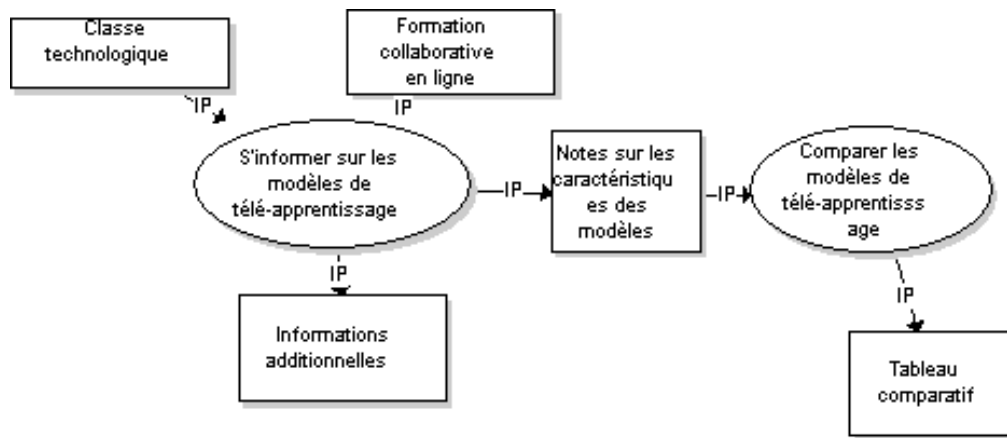 Classe
technologique
Formation
collaborative
en ligne
IP
IP
S'informer sur les
modèles de
télé-apprentissage
IP
Notes sur les
caractéristiqu
es des
modèles
IP
Comparer les
modèles de
télé-apprentisss
age
IP
Informations
additionnelles
IP
Tableau
comparatif